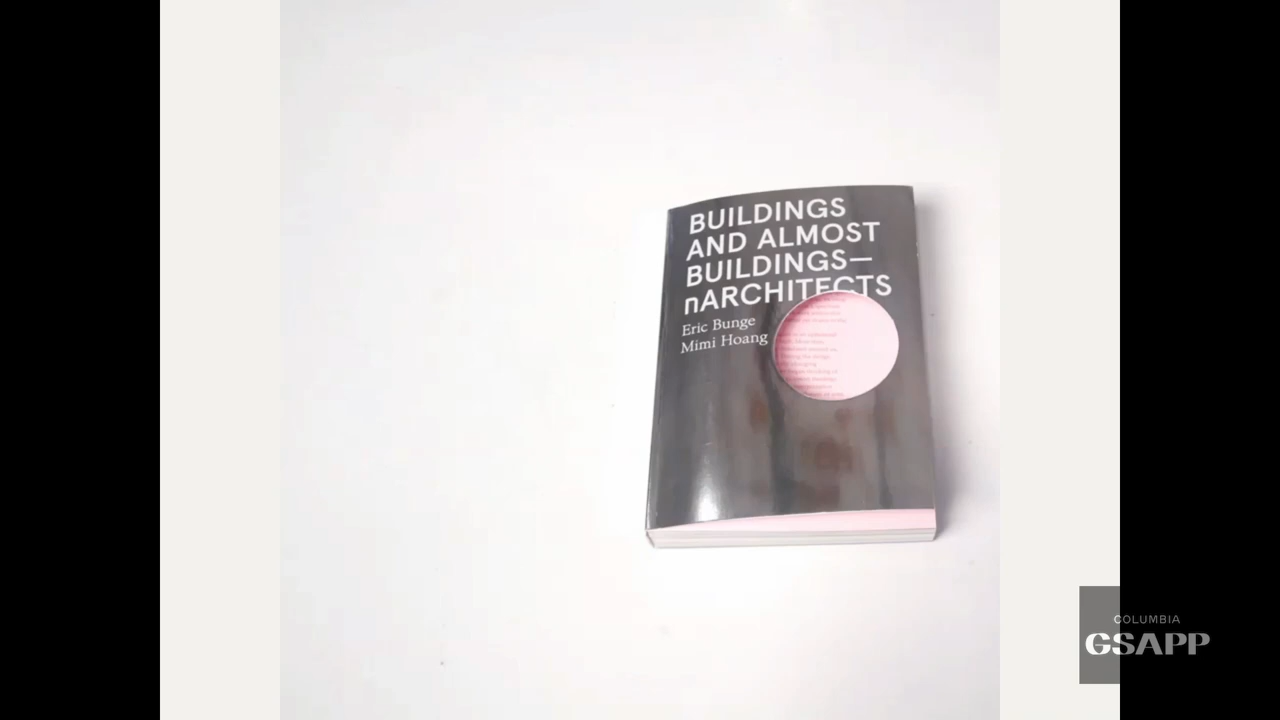 BUILDINGS
AND ALMOST
BUILDINGS—
nARCHITECTS
Eric Bunge
Mimi Hoang
COLUMBIA
GSAPP